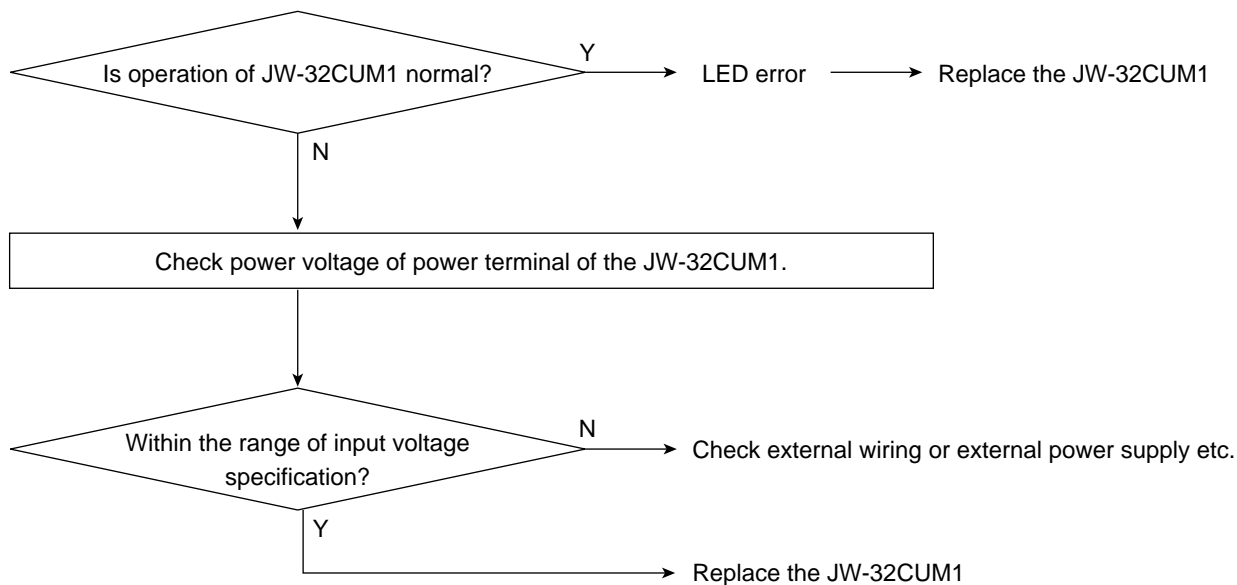 Is operation of JW-32CUM1 normal?
Y
LED error
Replace the JW-32CUM1
N
Check power voltage of power terminal of the JW-32CUM1.
Within the range of input voltage
specification?
N
Check external wiring or external power supply etc.
Y
Replace the JW-32CUM1